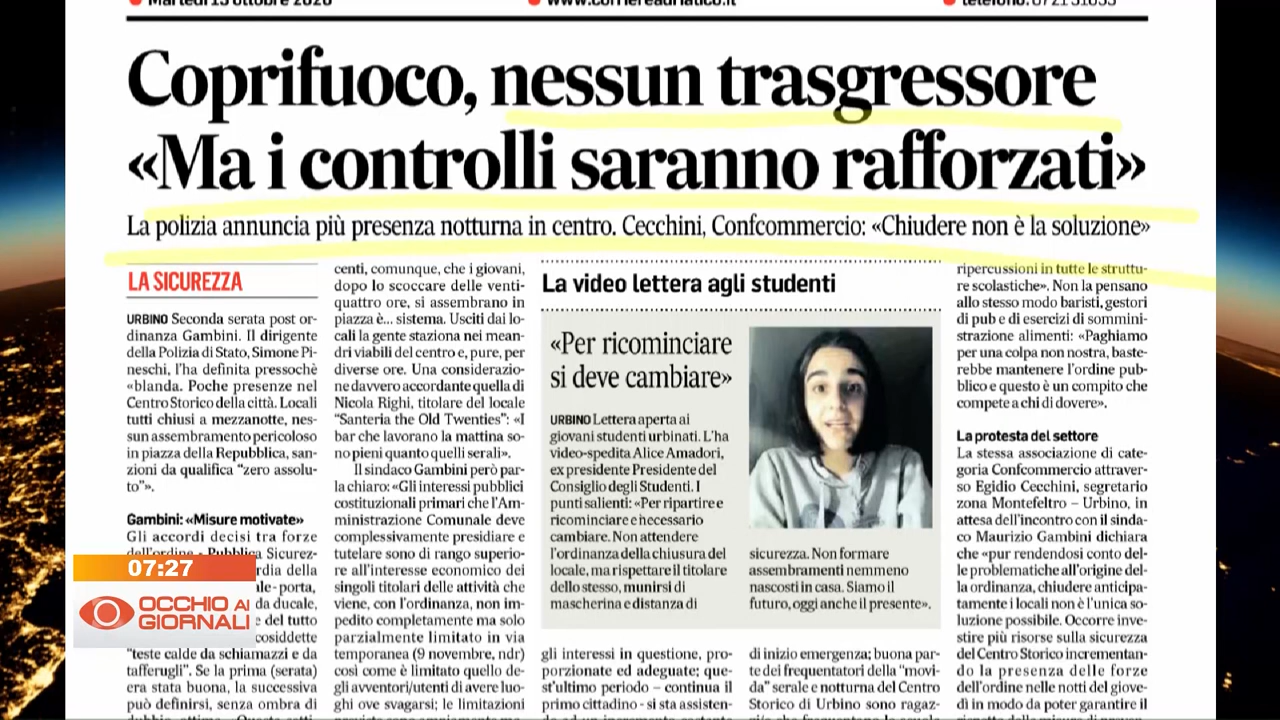 Martedì 13 ottobre 2020
www.corriereadriatico.it
Coprifuoco, nessun trasgressore
«Ma i controlli saranno rafforzati»
La polizia annuncia più presenza notturna in centro. Cecchini, Confcommercio: «Chiudere non è la soluzione»
LA SICUREZZA
URBINO Seconda serata post or-
dinanza Gambini. Il dirigente
della Polizia di Stato, Simone Pi-
neschi, l'ha definita pressochè
«blanda. Poche presenze nel
Centro Storico della città. Locali
tutti chiusi a mezzanotte, nes-
sun assembramento pericoloso
in piazza della Repubblica, san-
zioni da qualifica “zero assolu-
to”».
Gambini: «Misure motivate»
Gli accordi decisi tra forze
dell'ordine - Pubblica Sicurez-
rdia della
ale-porta,
da ducale,
e del tutto
cosiddette
“teste calde da schiamazzi e da
tafferugli”. Se la prima (serata)
era stata buona, la successiva
può definirsi, senza ombra di
centi, comunque, che i giovani,
dopo lo scoccare delle venti-
quattro ore, si assembrano in
piazza è... sistema. Usciti dai lo-
cali la gente staziona nei mean-
dri viabili del centro e, pure, per
diverse ore. Una considerazio-
ne davvero accordante quella di
Nicola Righi, titolare del locale
“Santeria the Old Twenties”: «I
bar che lavorano la mattina so-
no pieni quanto quelli serali».
Il sindaco Gambini però par-
la chiaro: «Gli interessi pubblici
costituzionali primari che l'Am-
ministrazione Comunale deve
complessivamente presidiare e
tutelare sono di rango superio-
re all'interesse economico dei
singoli titolari delle attività che
viene, con l'ordinanza, non im-
pedito completamente ma solo
parzialmente limitato in via
temporanea (9 novembre, ndr)
così come è limitato quello de-
gli avventori/utenti di avere luo-
ghi ove svagarsi; le limitazioni
La video lettera agli studenti
«Per ricominciare
si deve cambiare»
URBINO Lettera aperta ai
giovani studenti urbinati. L'ha
video-spedita Alice Amadori,
ex presidente Presidente del
Consiglio degli Studenti. I
punti salienti: «Per ripartire e
ricominciare è necessario
cambiare. Non attendere
l'ordinanza della chiusura del
locale, ma rispettare il titolare
dello stesso, munirsi di
mascherina e distanza di
sicurezza. Non formare
assembramenti nemmeno
nascosti in casa. Siamo il
futuro, oggi anche il presente».
gli interessi in questione, pro-
porzionate ed adeguate; que-
st'ultimo periodo – continua il
primo cittadino - si sta assisten-
di inizio emergenza; buona par-
te dei frequentatori della “movi-
da” serale e notturna del Centro
Storico di Urbino sono ragaz-
ripercussioni in tutte le struttu-
re scolastiche». Non la pensano
allo stesso modo baristi, gestori
di pub e di esercizi di sommini-
strazione alimenti: «Paghiamo
per una colpa non nostra, baste-
rebbe mantenere l'ordine pub-
blico e questo è un compito che
compete a chi di dovere».
La protesta del settore
La stessa associazione di cate-
goria Confcommercio attraver-
so Egidio Cecchini, segretario
zona Montefeltro – Urbino, in
attesa dell'incontro con il sinda-
co Maurizio Gambini dichiara
che «pur rendendosi conto del-
le problematiche all'origine del-
la ordinanza, chiudere anticipa-
tamente i locali non è l'unica so-
luzione possibile. Occorre inve-
stire più risorse sulla sicurezza
del Centro Storico incrementan-
do la presenza delle forze
dell'ordine nelle notti del giove-
dì in modo da poter garantire il
07:27
OCCHIO AI
GIORNALI